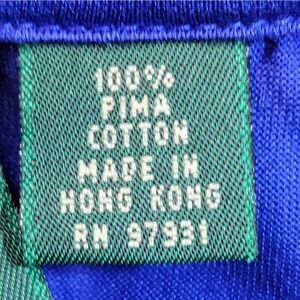 100%
PIMA
COTTON
MADE IN
HONG KONG
RN 97931